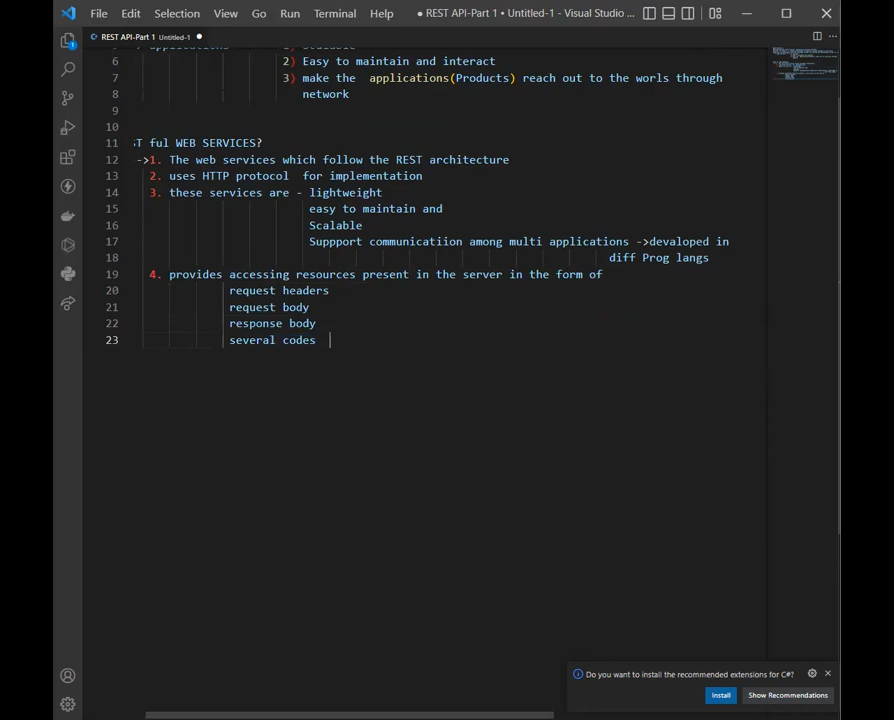 File Edit Selection View Go Run Terminal Help ● REST API-Part 1 • Untitled-1 - Visual Studio ...
REST API-Part 1 Untitled-1 ●
6 2) Easy to maintain and interact
7 3) make the applications(Products) reach out to the worls through
8 network
9
10
11 ST ful WEB SERVICES?
12 ->1. The web services which follow the REST architecture
13 2. uses HTTP protocol for implementation
14 3. these services are - lightweight
15 easy to maintain and
16 Scalable
17 Suppport communicatiion among multi applications ->devaloped in
18 diff Prog langs
19 4. provides accessing resources present in the server in the form of
20 request headers
21 request body
22 response body
23 several codes
Do you want to install the recommended extensions for C#?
Install Show Recommendations